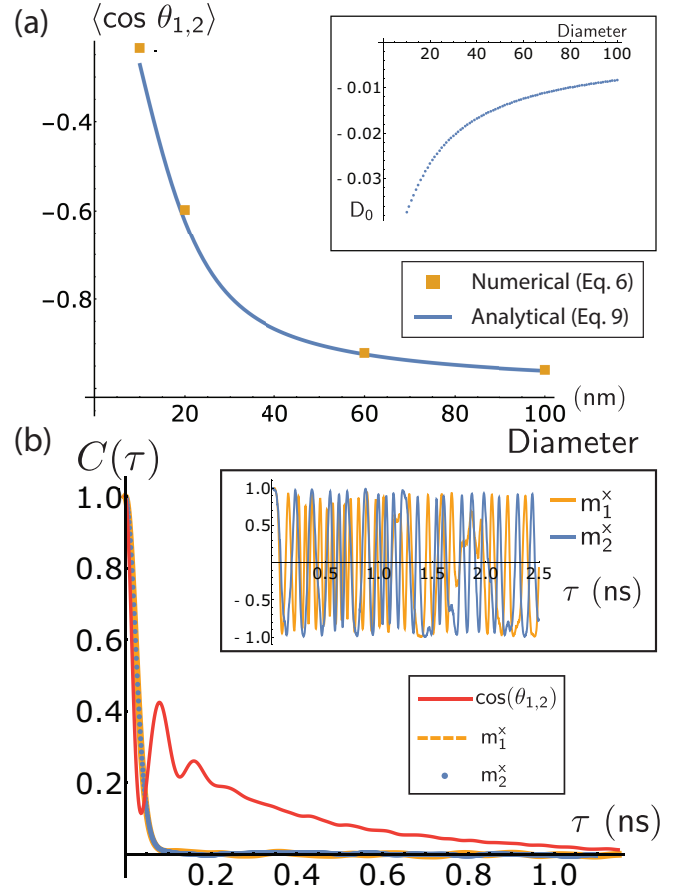 (a)
⟨cos θ1,2⟩
−0.4
−0.6
−0.8
20
40
60
80
100
(nm)
Diameter
Diameter
20 40 60 80 100
- 0.01
- 0.02
- 0.03
D0
Numerical (Eq. 6)
Analytical (Eq. 9)
(b)
C(τ)
1.0
0.8
0.6
0.4
0.2
0.2 0.4 0.6 0.8 1.0
τ (ns)
1.0
0.5
- 0.5
- 1.0
0.5 1.0 1.5 2.0 2.5
τ (ns)
m1x
m2x
cos(θ1,2)
m1x
m2x